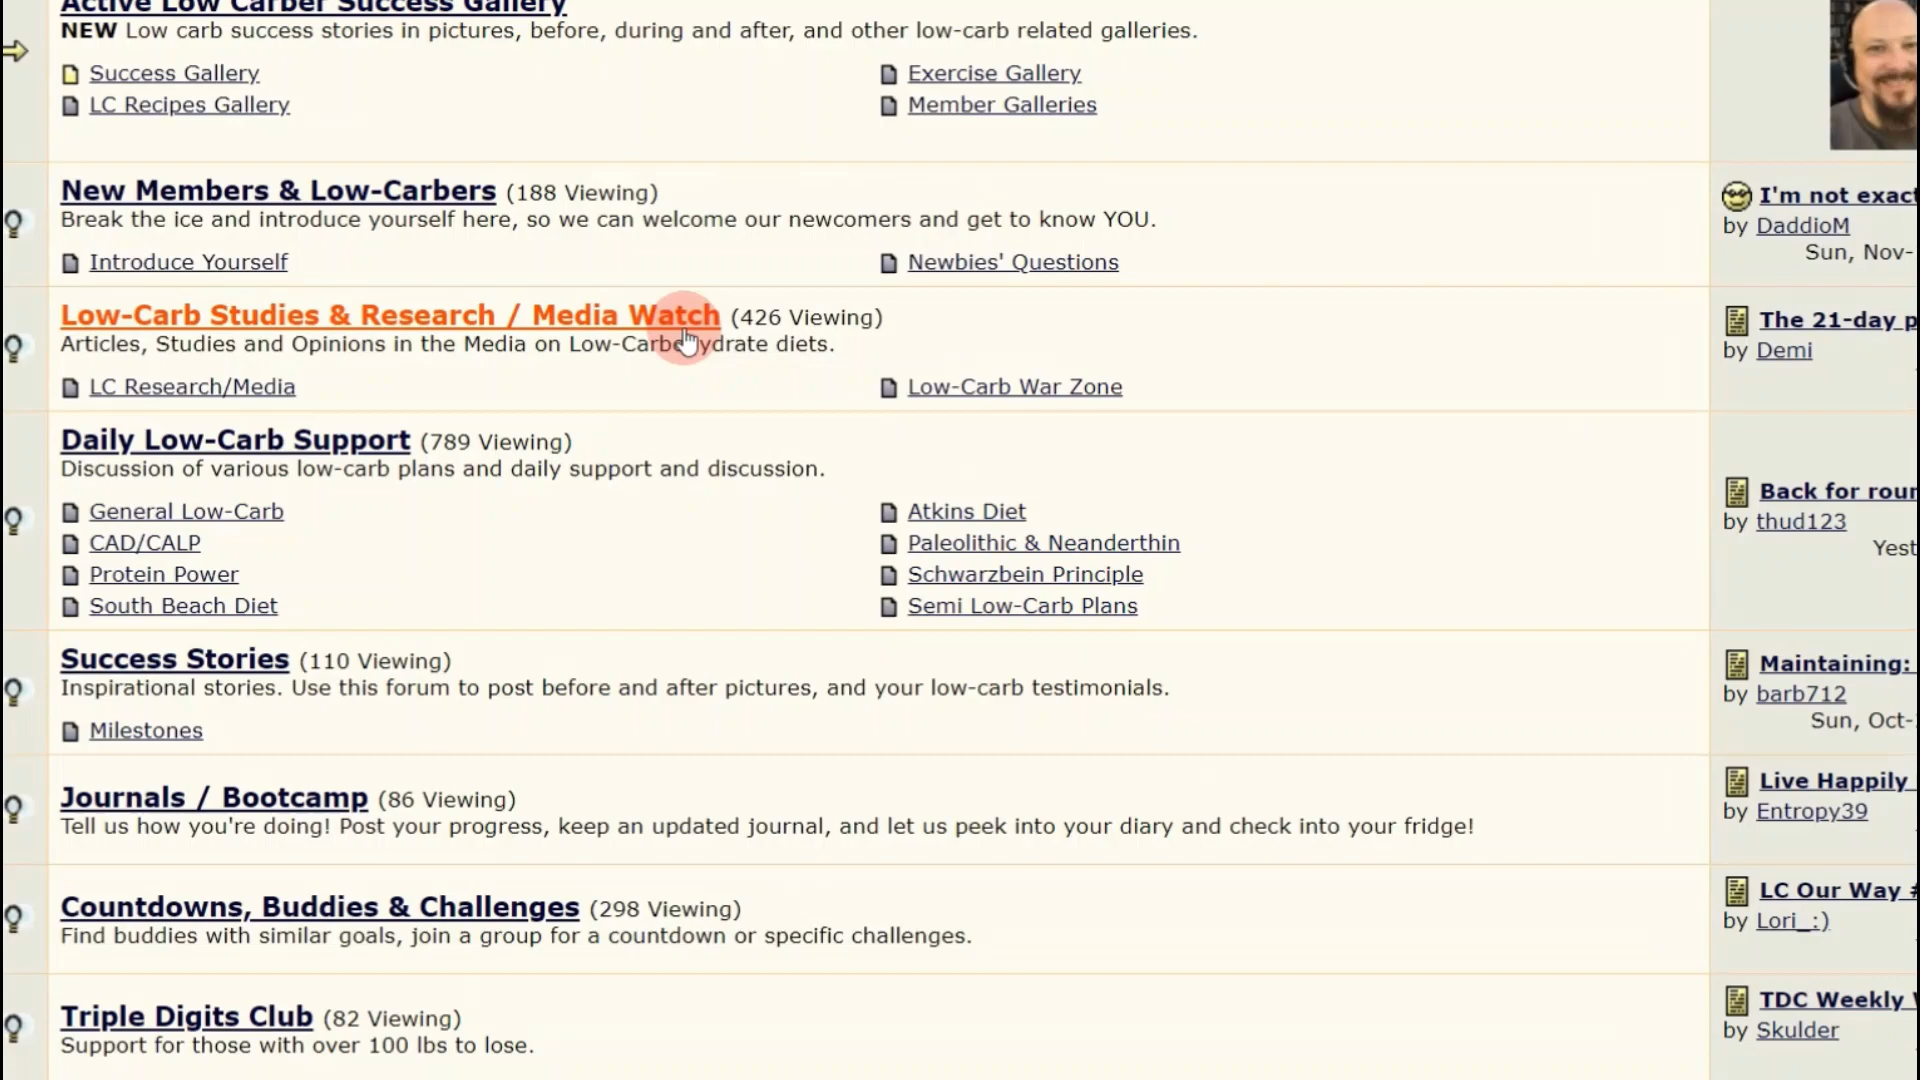 Active Low Carber Success Gallery
NEW Low carb success stories in pictures, before, during and after, and other low-carb related galleries.
Success Gallery
Exercise Gallery
LC Recipes Gallery
Member Galleries
New Members & Low-Carbers (188 Viewing)
Break the ice and introduce yourself here, so we can welcome our newcomers and get to know YOU.
Introduce Yourself
Newbies' Questions
I'm not exact
by DaddioM
Sun, Nov-
Low-Carb Studies & Research / Media Watch (426 Viewing)
Articles, Studies and Opinions in the Media on Low-Carbohydrate diets.
LC Research/Media
Low-Carb War Zone
The 21-day p
by Demi
Daily Low-Carb Support (789 Viewing)
Discussion of various low-carb plans and daily support and discussion.
General Low-Carb
Atkins Diet
CAD/CALP
Paleolithic & Neanderthin
Protein Power
Schwarzbein Principle
South Beach Diet
Semi Low-Carb Plans
Back for roun
by thud123
Yest
Success Stories (110 Viewing)
Inspirational stories. Use this forum to post before and after pictures, and your low-carb testimonials.
Milestones
Maintaining:
by barb712
Sun, Oct-
Journals / Bootcamp (86 Viewing)
Tell us how you're doing! Post your progress, keep an updated journal, and let us peek into your diary and check into your fridge!
Live Happily
by Entropy39
Countdowns, Buddies & Challenges (298 Viewing)
Find buddies with similar goals, join a group for a countdown or specific challenges.
LC Our Way #
by Lori_:)
Triple Digits Club (82 Viewing)
Support for those with over 100 lbs to lose.
TDC Weekly
by Skulder